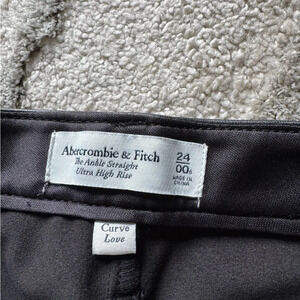 Abercrombie & Fitch
The Ankle Straight
Ultra High Rise
24
00s
MADE IN
CHINA
Curve
Love